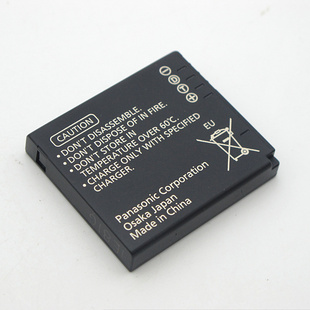 CAUTION
• DON'T DISASSEMBLE.
• DON'T DISPOSE OF IN FIRE.
• DON'T STORE IN
TEMPERATURE OVER 60℃.
• CHARGE ONLY WITH SPECIFIED
CHARGER.
EU
Panasonic Corporation
Osaka Japan
Made in China